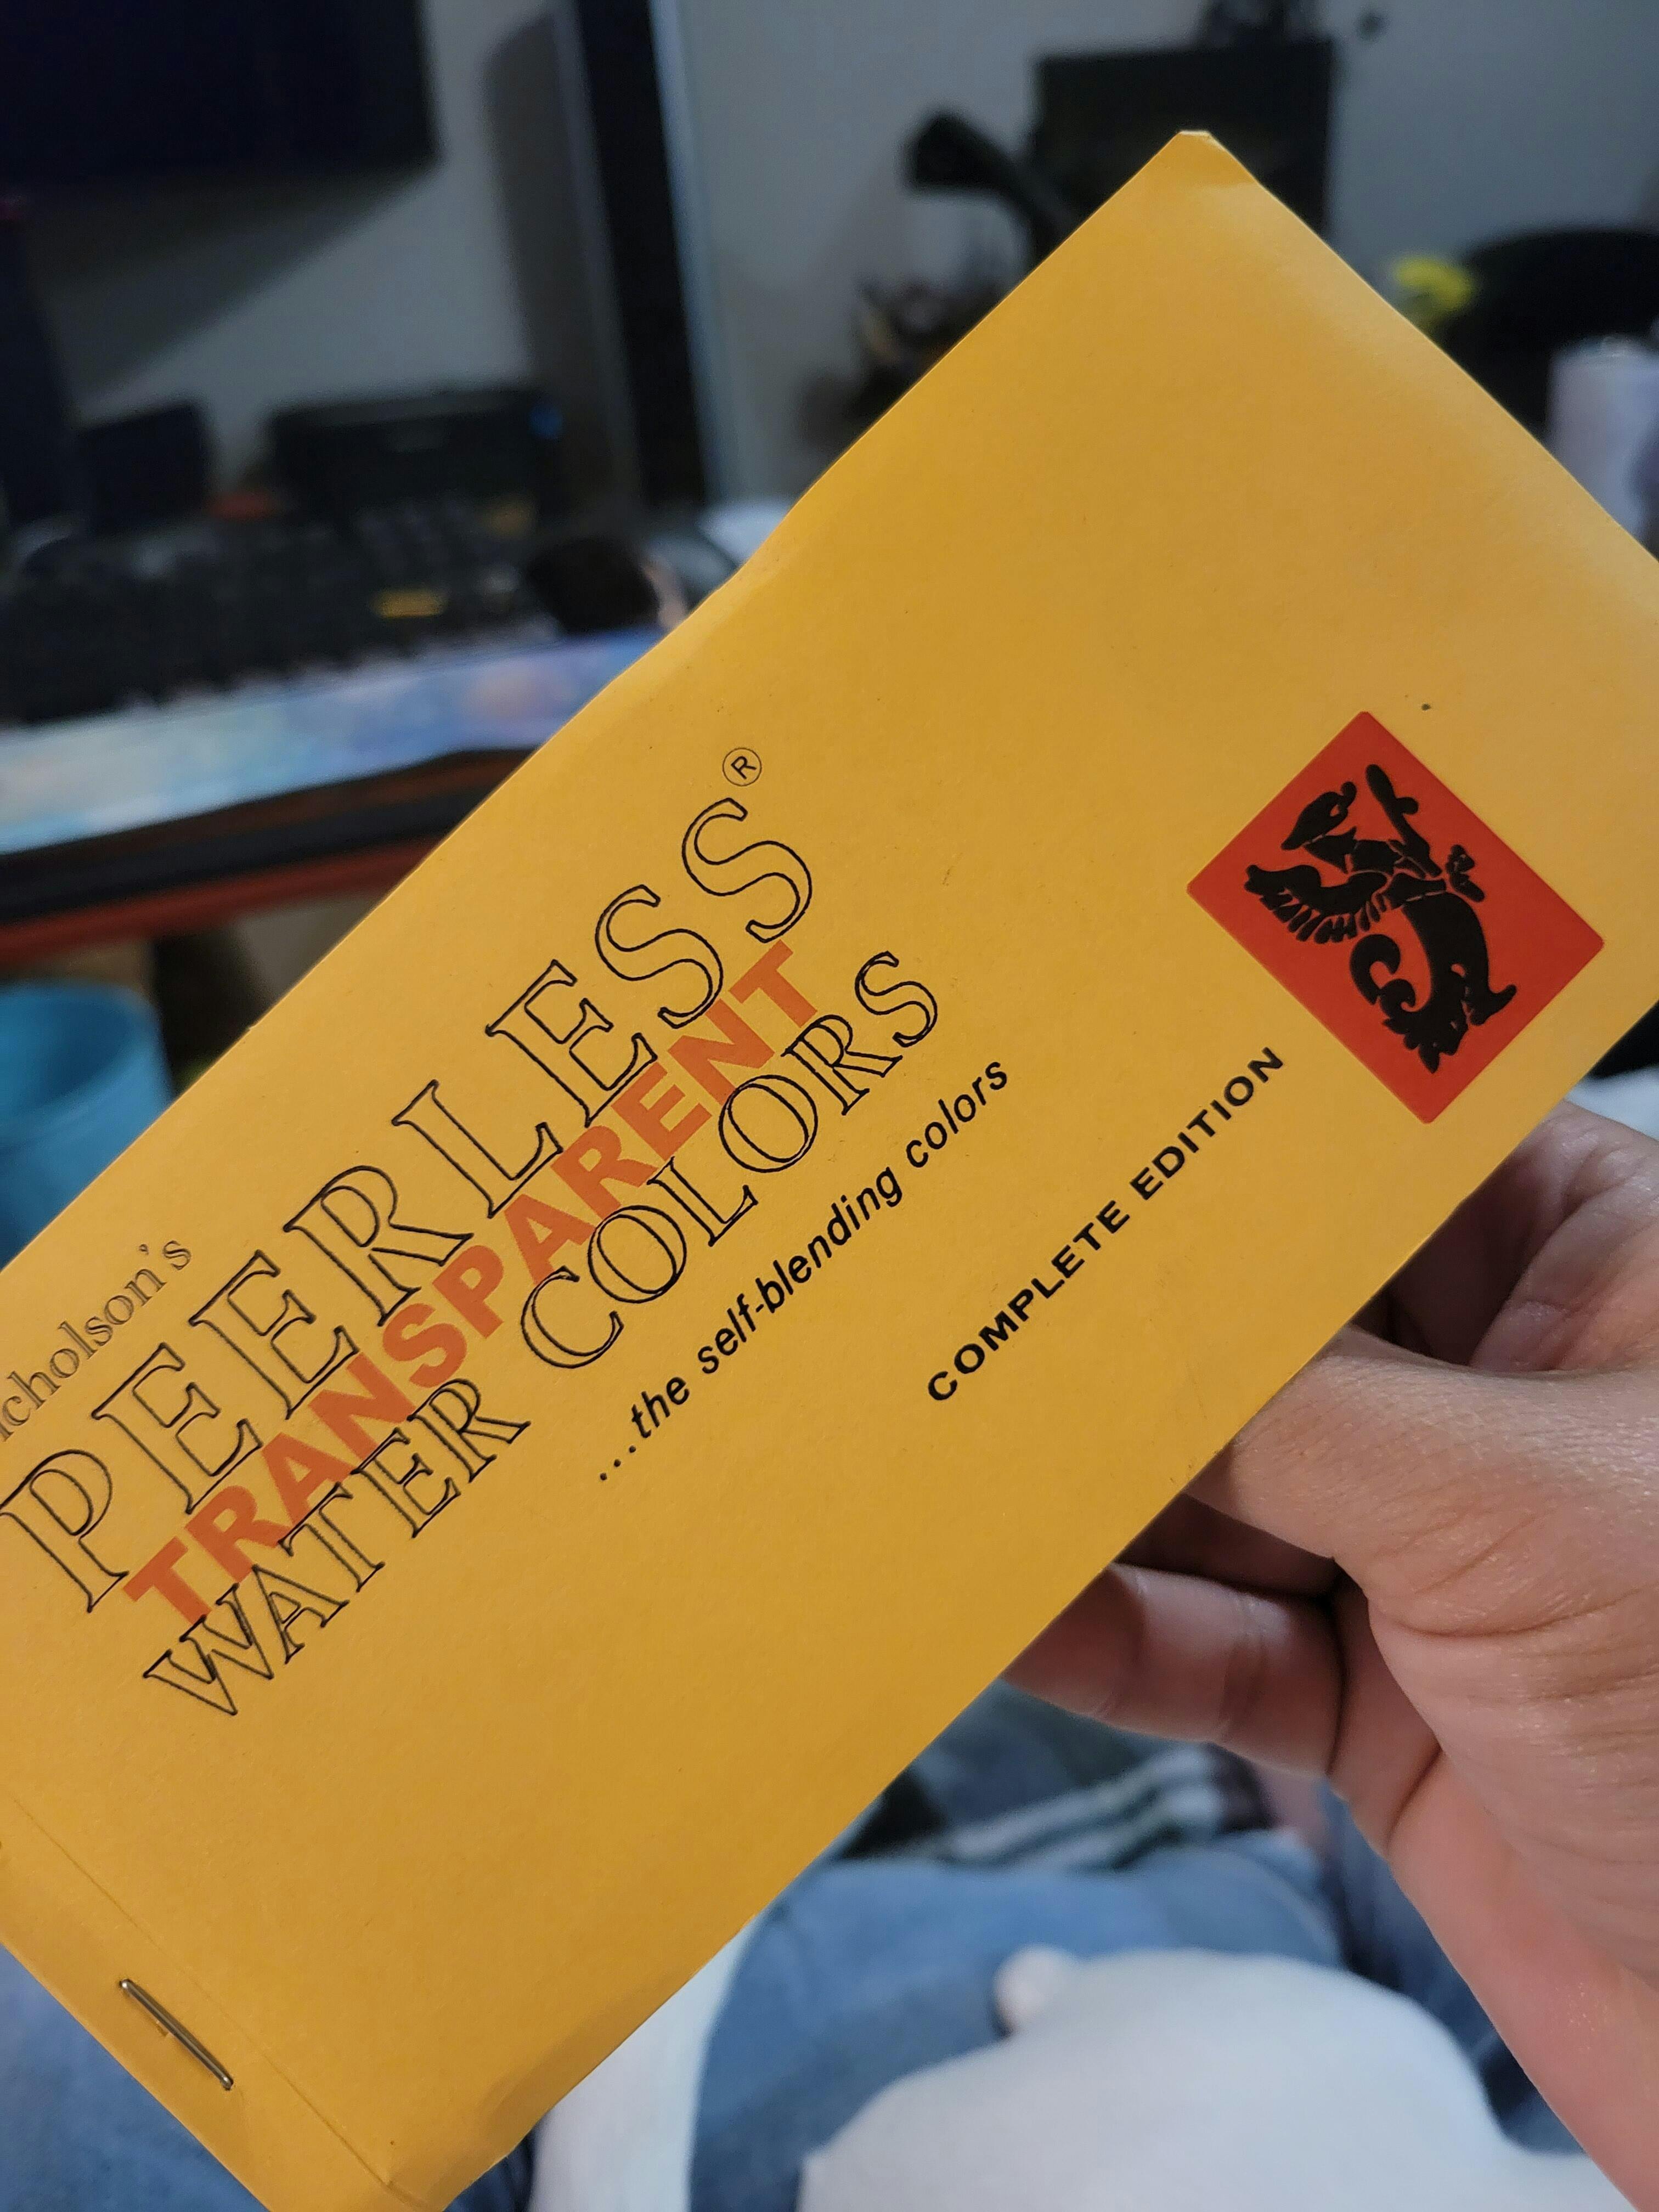 icholson's
PEERLESS®
TRANSPARENT
WATER COLORS
...the self-blending colors
COMPLETE EDITION